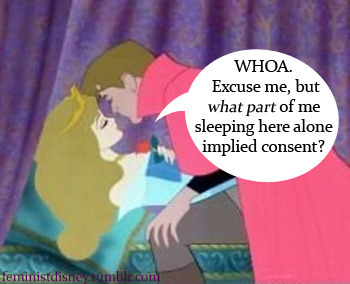 WHOA.
Excuse me, but
what part of me
sleeping here alone
implied consent?
feministdisney.tumblr.com